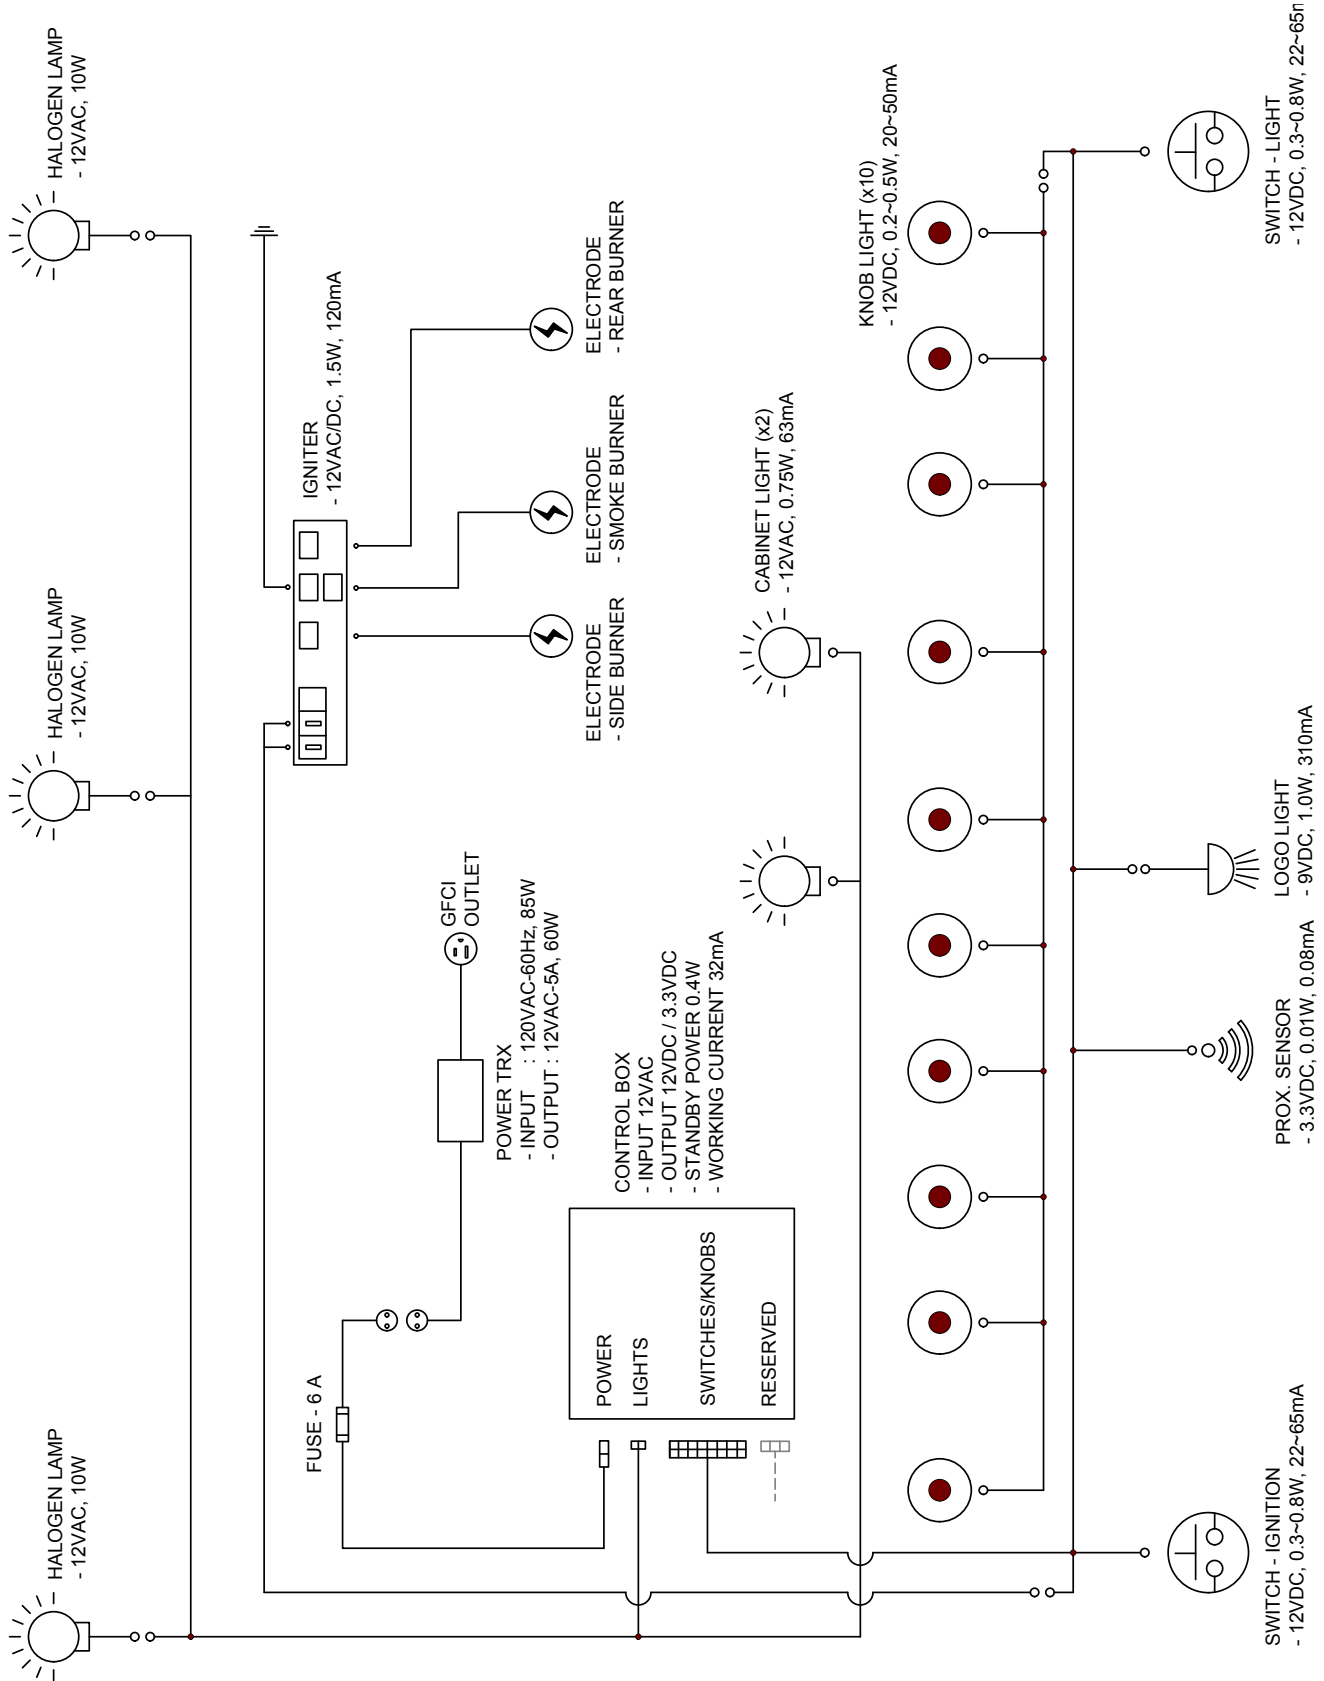 HALOGEN LAMP
- 12VAC, 10W
HALOGEN LAMP
- 12VAC, 10W
HALOGEN LAMP
- 12VAC, 10W
IGNITER
- 12VAC/DC, 1.5W, 120mA
FUSE - 6 A
GFCI
OUTLET
POWER TRX
- INPUT : 120VAC-60Hz, 85W
- OUTPUT : 12VAC-5A, 60W
ELECTRODE
- SIDE BURNER
ELECTRODE
- SMOKE BURNER
ELECTRODE
- REAR BURNER
CONTROL BOX
- INPUT 12VAC
- OUTPUT 12VDC / 3.3VDC
- STANDBY POWER 0.4W
- WORKING CURRENT 32mA
POWER
LIGHTS
SWITCHES/KNOBS
RESERVED
CABINET LIGHT (x2)
- 12VAC, 0.75W, 63mA
KNOB LIGHT (x10)
- 12VDC, 0.2~0.5W, 20~50mA
SWITCH - IGNITION
- 12VDC, 0.3~0.8W, 22~65mA
PROX. SENSOR
- 3.3VDC, 0.01W, 0.08mA
LOGO LIGHT
- 9VDC, 1.0W, 310mA
SWITCH - LIGHT
- 12VDC, 0.3~0.8W,